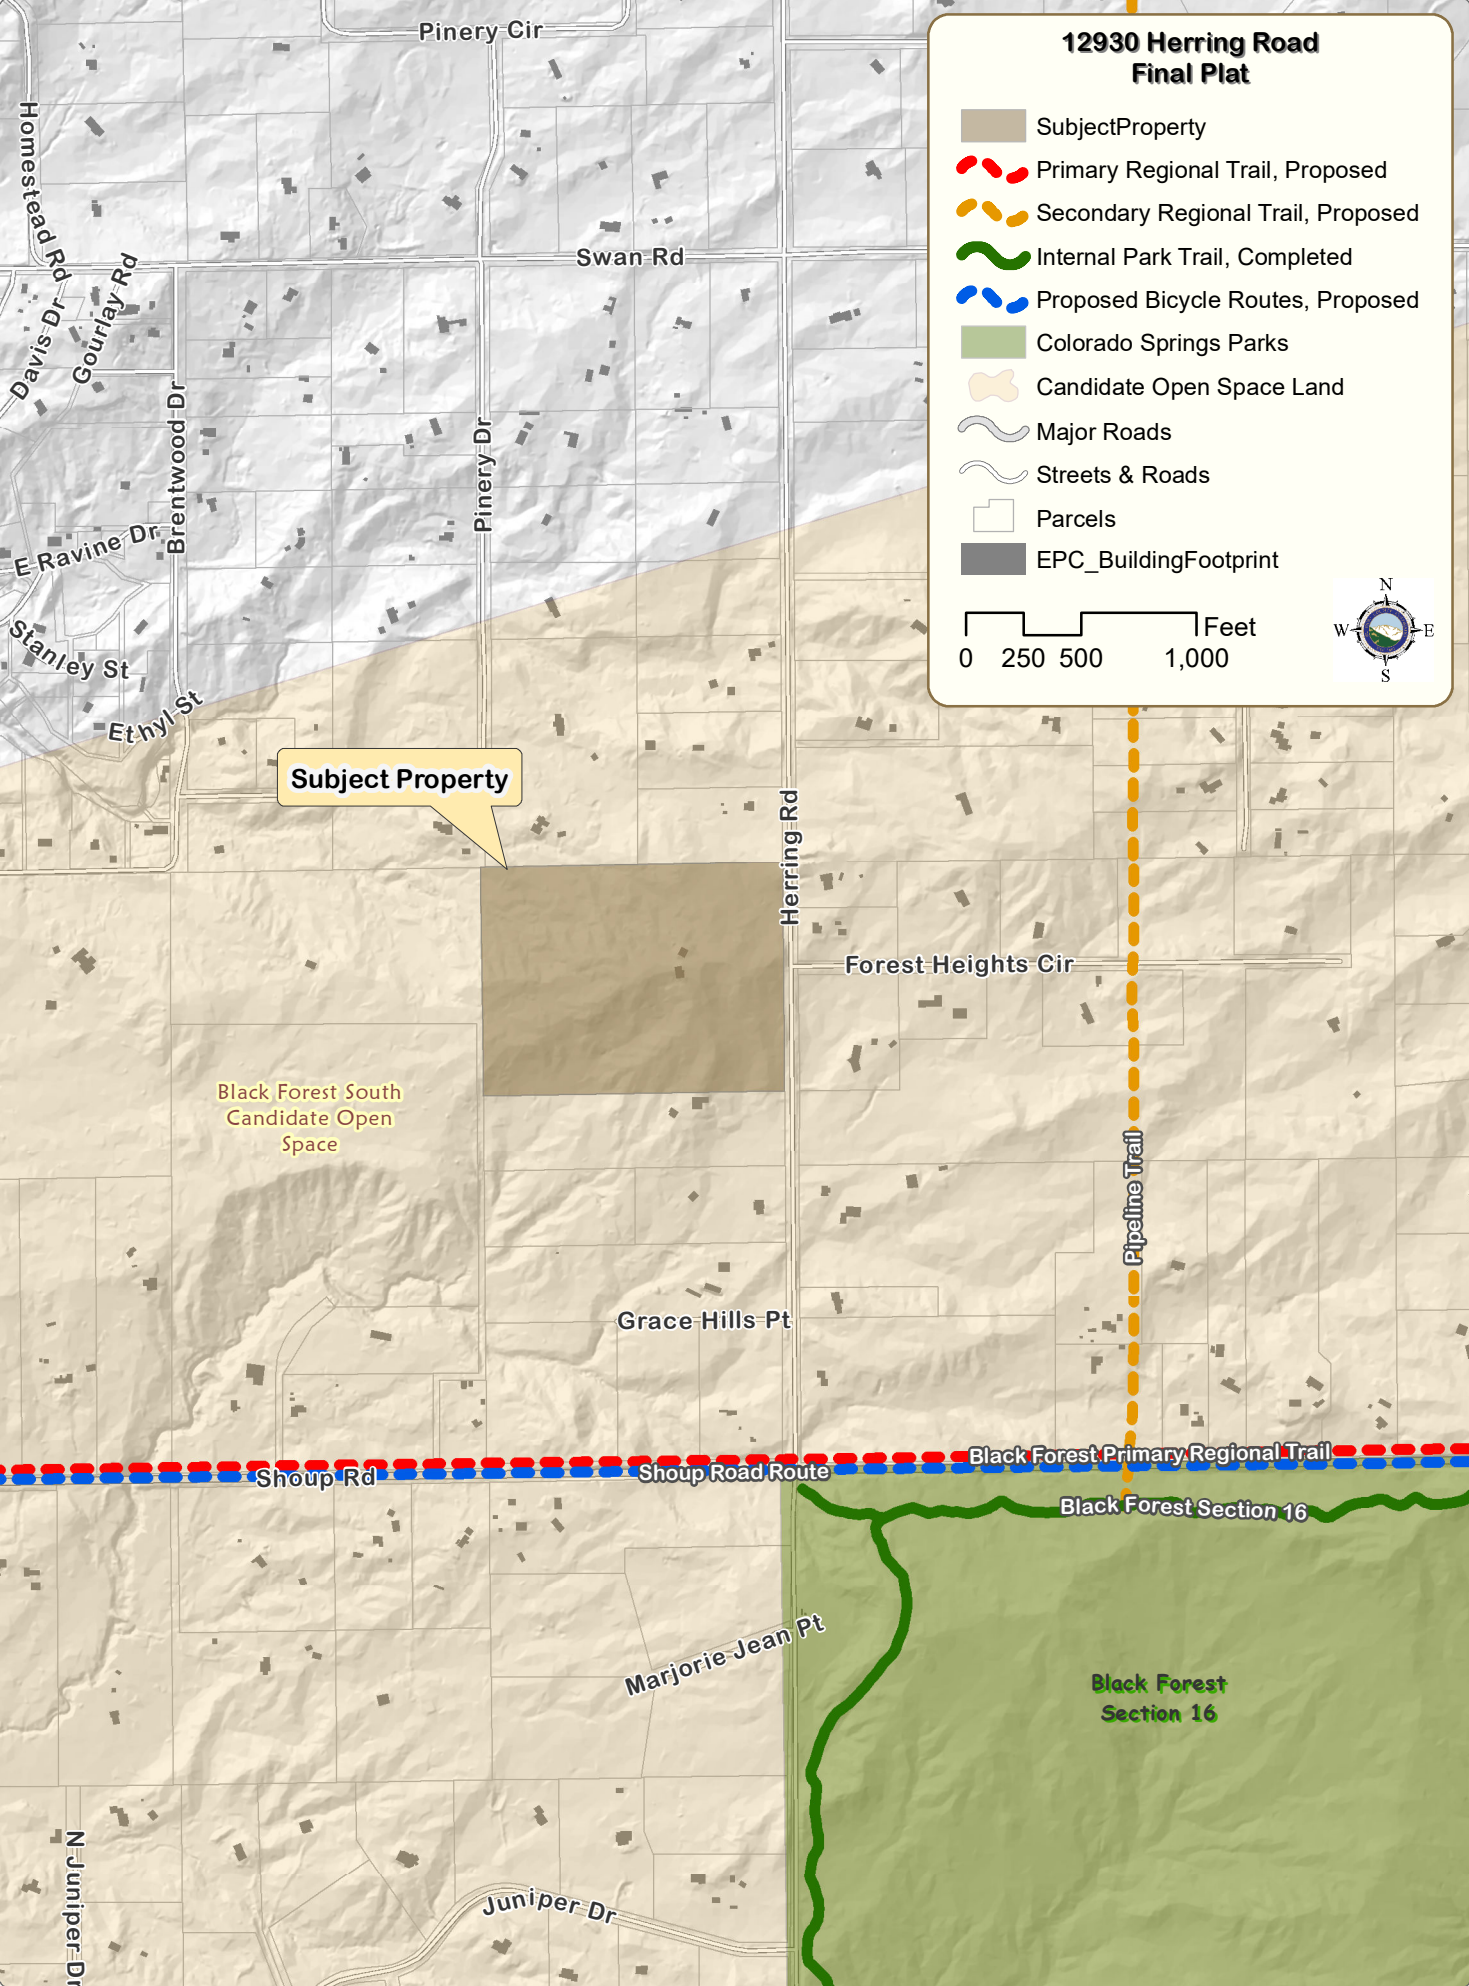 Pinery Cir
12930 Herring Road
Final Plat
SubjectProperty
Primary Regional Trail, Proposed
Secondary Regional Trail, Proposed
Internal Park Trail, Completed
Proposed Bicycle Routes, Proposed
Colorado Springs Parks
Candidate Open Space Land
Major Roads
Streets & Roads
Parcels
EPC_BuildingFootprint
Feet
0 250 500 1,000
N
W E
S
Homestead Rd
Swan Rd
Davis Dr
Gourlay Rd
Brentwood Dr
Pinery Dr
E Ravine Dr
Stanley St
Ethyl St
Subject Property
Herring Rd
Forest Heights Cir
Black Forest South
Candidate Open
Space
Pipeline Trail
Grace Hills Pt
Black Forest Primary Regional Trail
Shoup Rd
Shoup Road Route
Black Forest Section 16
Marjorie Jean Pt
Black Forest
Section 16
N Juniper Dr
Juniper Dr